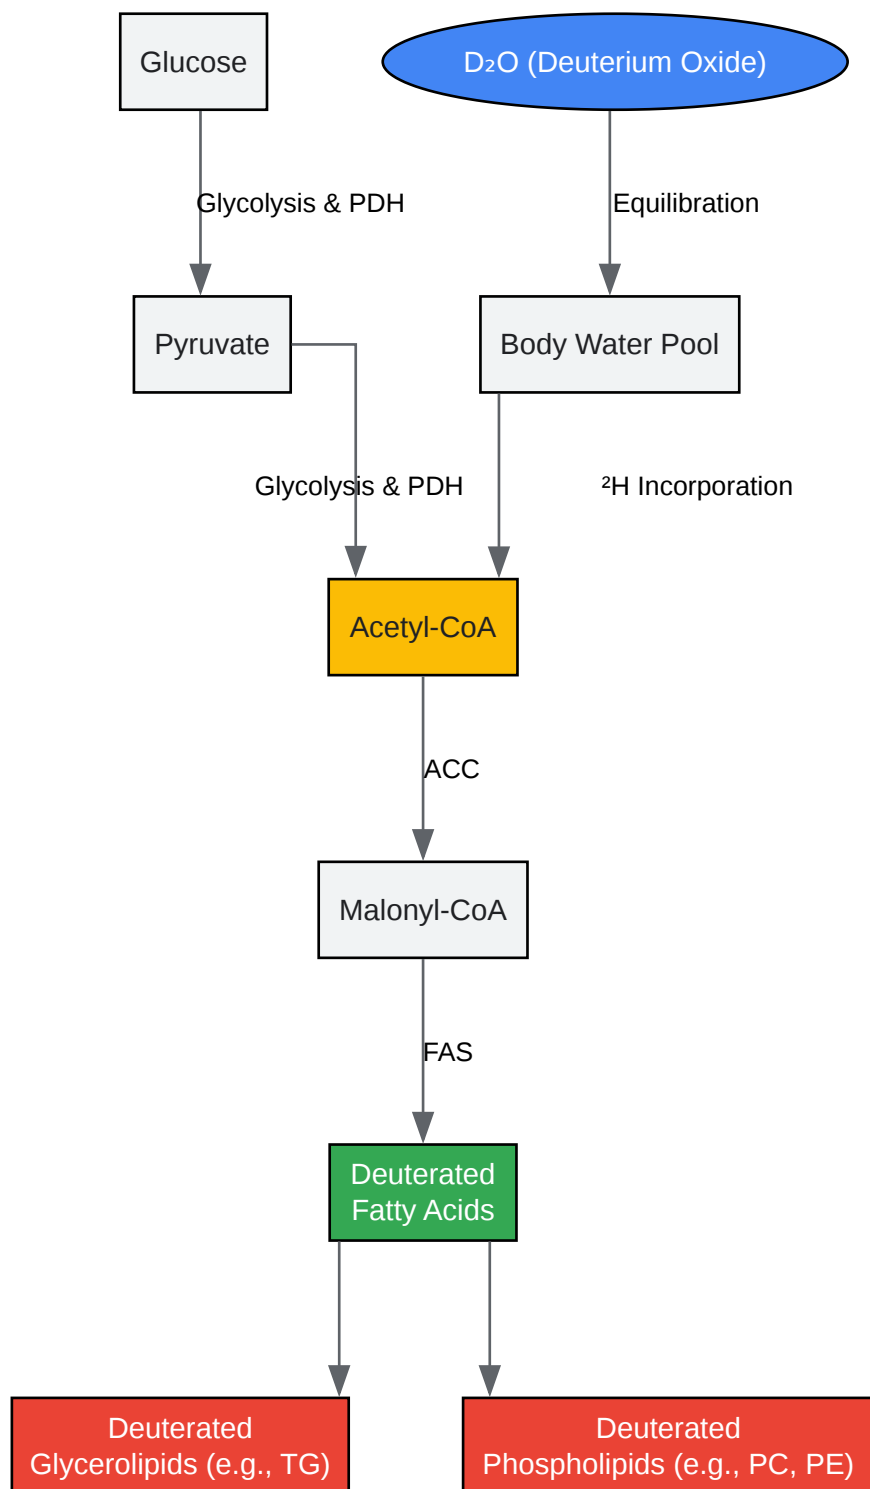 Glucose
D₂O (Deuterium Oxide)
Glycolysis & PDH
Equilibration
Pyruvate
Body Water Pool
Glycolysis & PDH
²H Incorporation
Acetyl-CoA
ACC
Malonyl-CoA
FAS
Deuterated
Fatty Acids
Deuterated
Glycerolipids (e.g., TG)
Deuterated
Phospholipids (e.g., PC, PE)